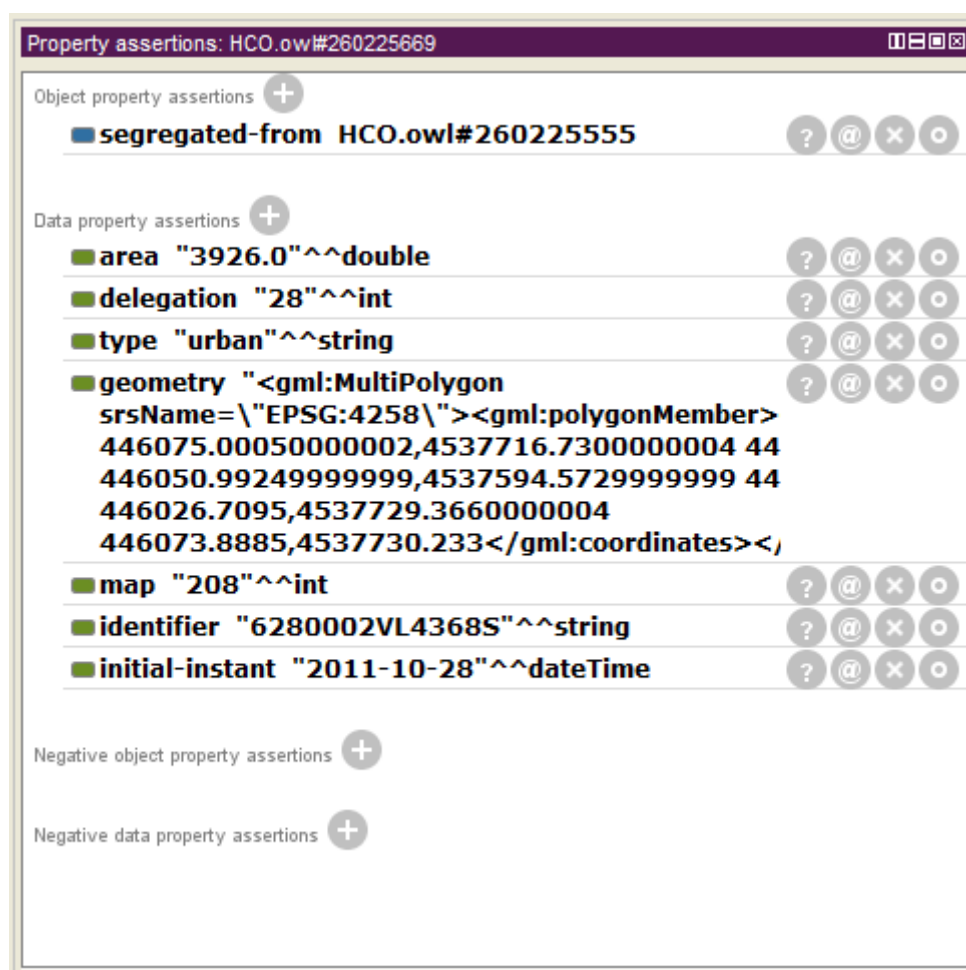 Property assertions: HCO.owl#260225669
Object property assertions
segregated-from HCO.owl#260225555
Data property assertions
area "3926.0"^^double
delegation "28"^^int
type "urban"^^string
geometry "<gml:MultiPolygon
srsName=\"EPSG:4258\"><gml:polygonMember>
446075.00050000002,4537716.7300000004 44
446050.99249999999,4537594.5729999999 44
446026.7095,4537729.3660000004
446073.8885,4537730.233</gml:coordinates></
map "208"^^int
identifier "6280002VL4368S"^^string
initial-instant "2011-10-28"^^dateTime
Negative object property assertions
Negative data property assertions